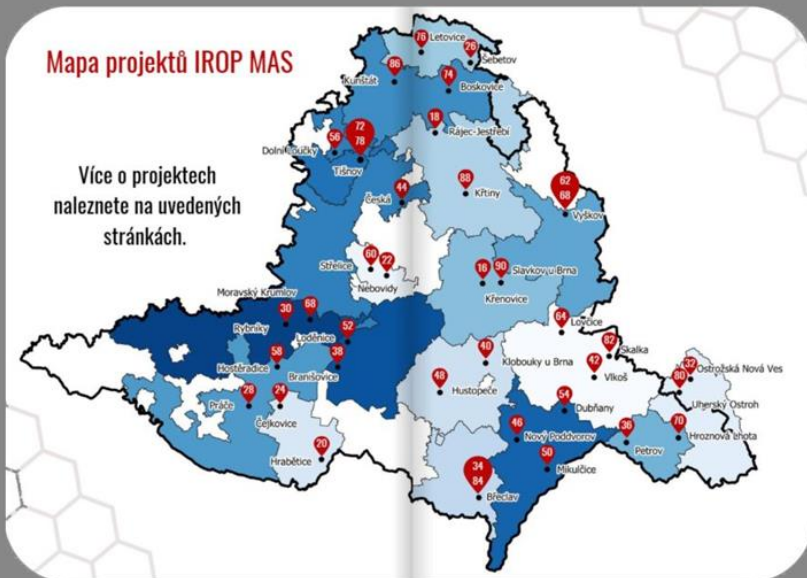 Mapa projektů IROP MAS
Více o projektech
naleznete na uvedených
stránkách.
76
Letovice
26
Šebetov
86
Kunštát
74
Boskovice
18
Rájec-Jestřebí
56
Dolní Loučky
72
78
Tišnov
44
Česká
88
Křtiny
62
68
Vyškov
60
Střelice
22
Nebovidy
16
Křenovice
90
Slavkov u Brna
Moravský Krumlov
30
68
Rybníky
Loděnice
52
64
Lovčice
58
Hostěradice
38
Branišovice
40
Klobouky u Brna
82
Skalka
42
Vlkoš
48
Hustopeče
32
Ostrožská Nová Ves
80
Uherský Ostroh
28
Práče
24
Čejkovice
54
Dubňany
46
Nový Poddvorov
36
Petrov
70
Hroznová Lhota
20
Hrabětice
50
Mikulčice
34
84
Břeclav